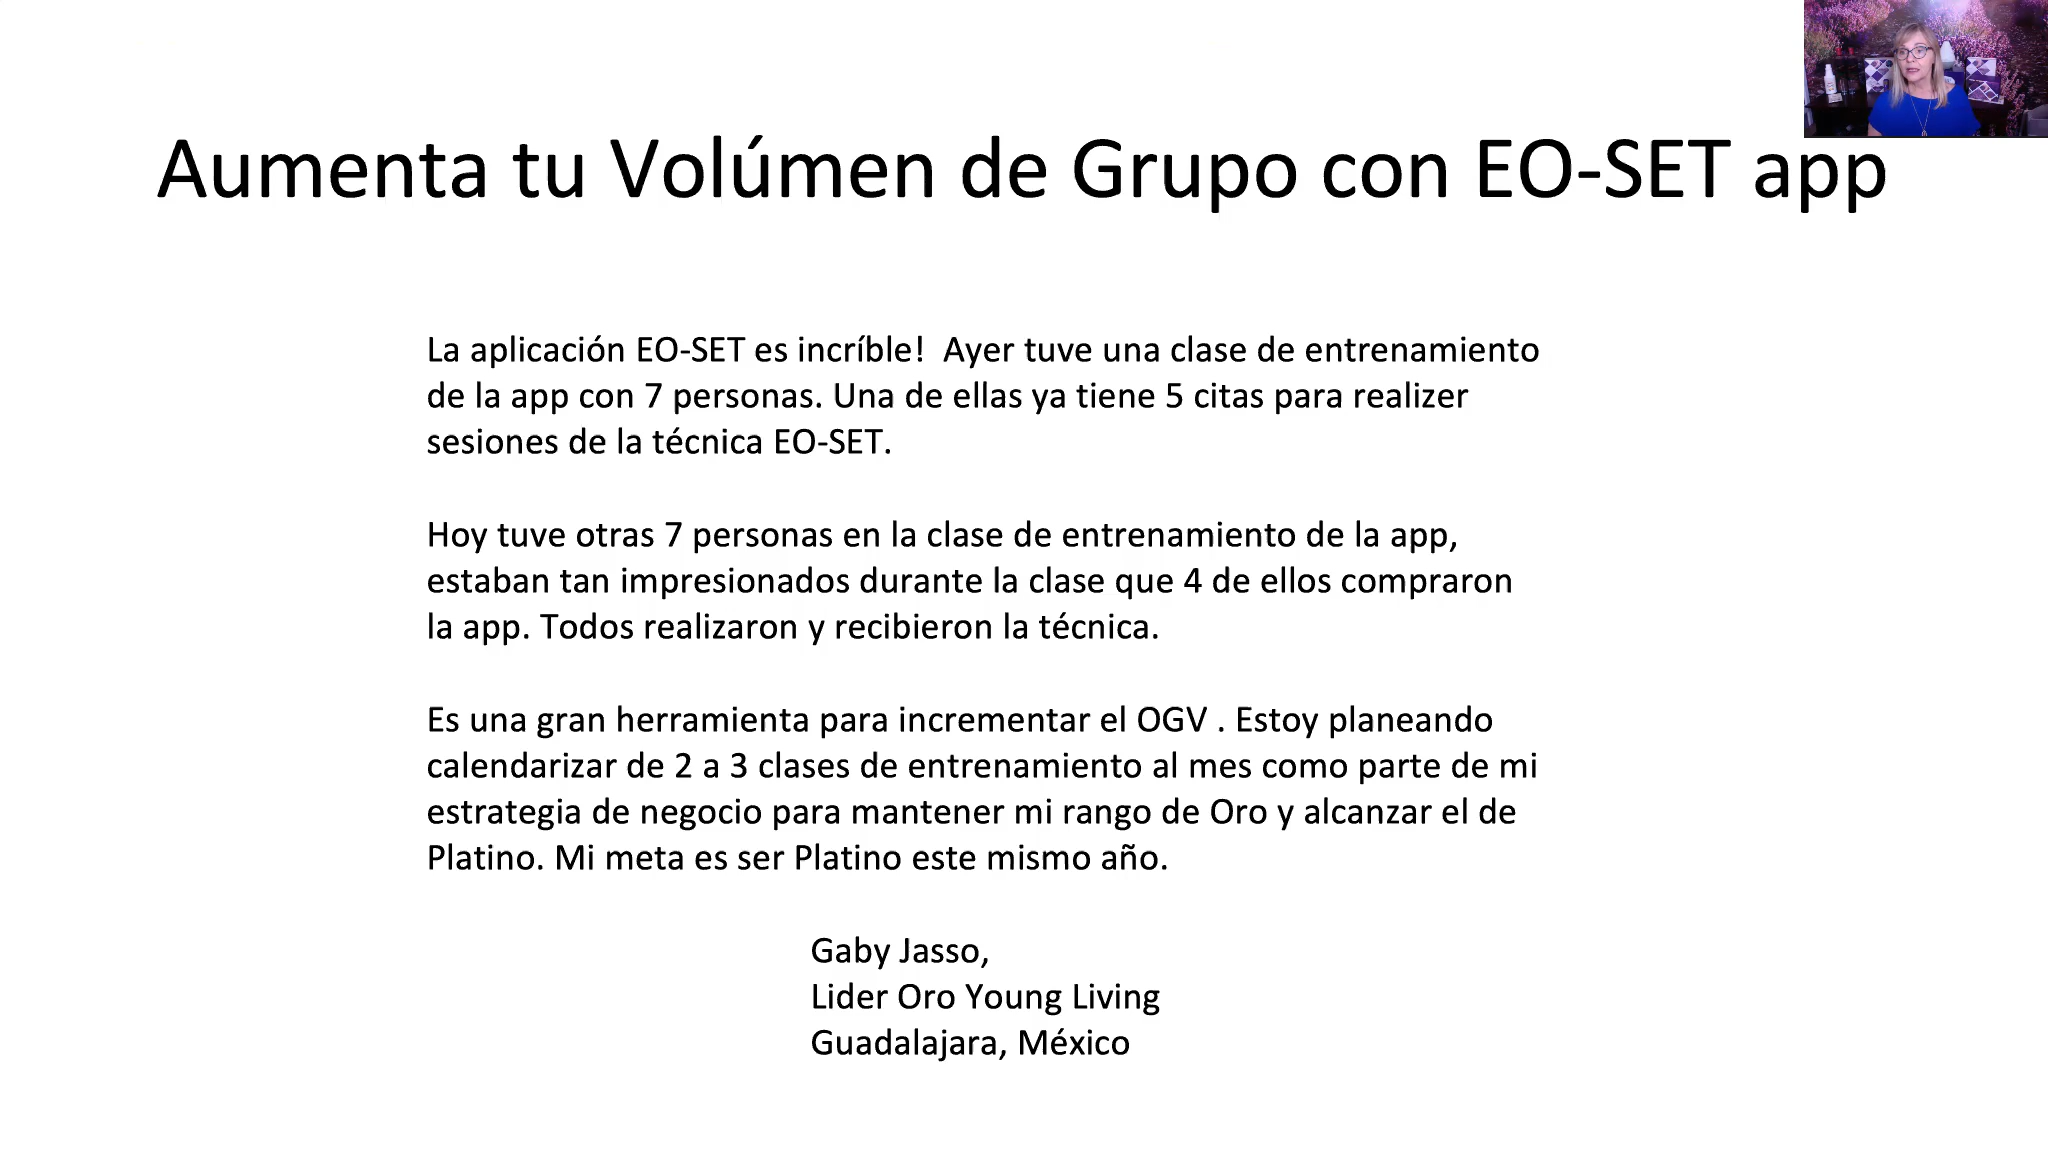 Aumenta tu Volúmen de Grupo con EO-SET app
La aplicación EO-SET es incríble!  Ayer tuve una clase de entrenamiento
de la app con 7 personas. Una de ellas ya tiene 5 citas para realizer
sesiones de la técnica EO-SET.
Hoy tuve otras 7 personas en la clase de entrenamiento de la app,
estaban tan impresionados durante la clase que 4 de ellos compraron
la app. Todos realizaron y recibieron la técnica.
Es una gran herramienta para incrementar el OGV . Estoy planeando
calendarizar de 2 a 3 clases de entrenamiento al mes como parte de mi
estrategia de negocio para mantener mi rango de Oro y alcanzar el de
Platino. Mi meta es ser Platino este mismo año.
Gaby Jasso,
Lider Oro Young Living
Guadalajara, México